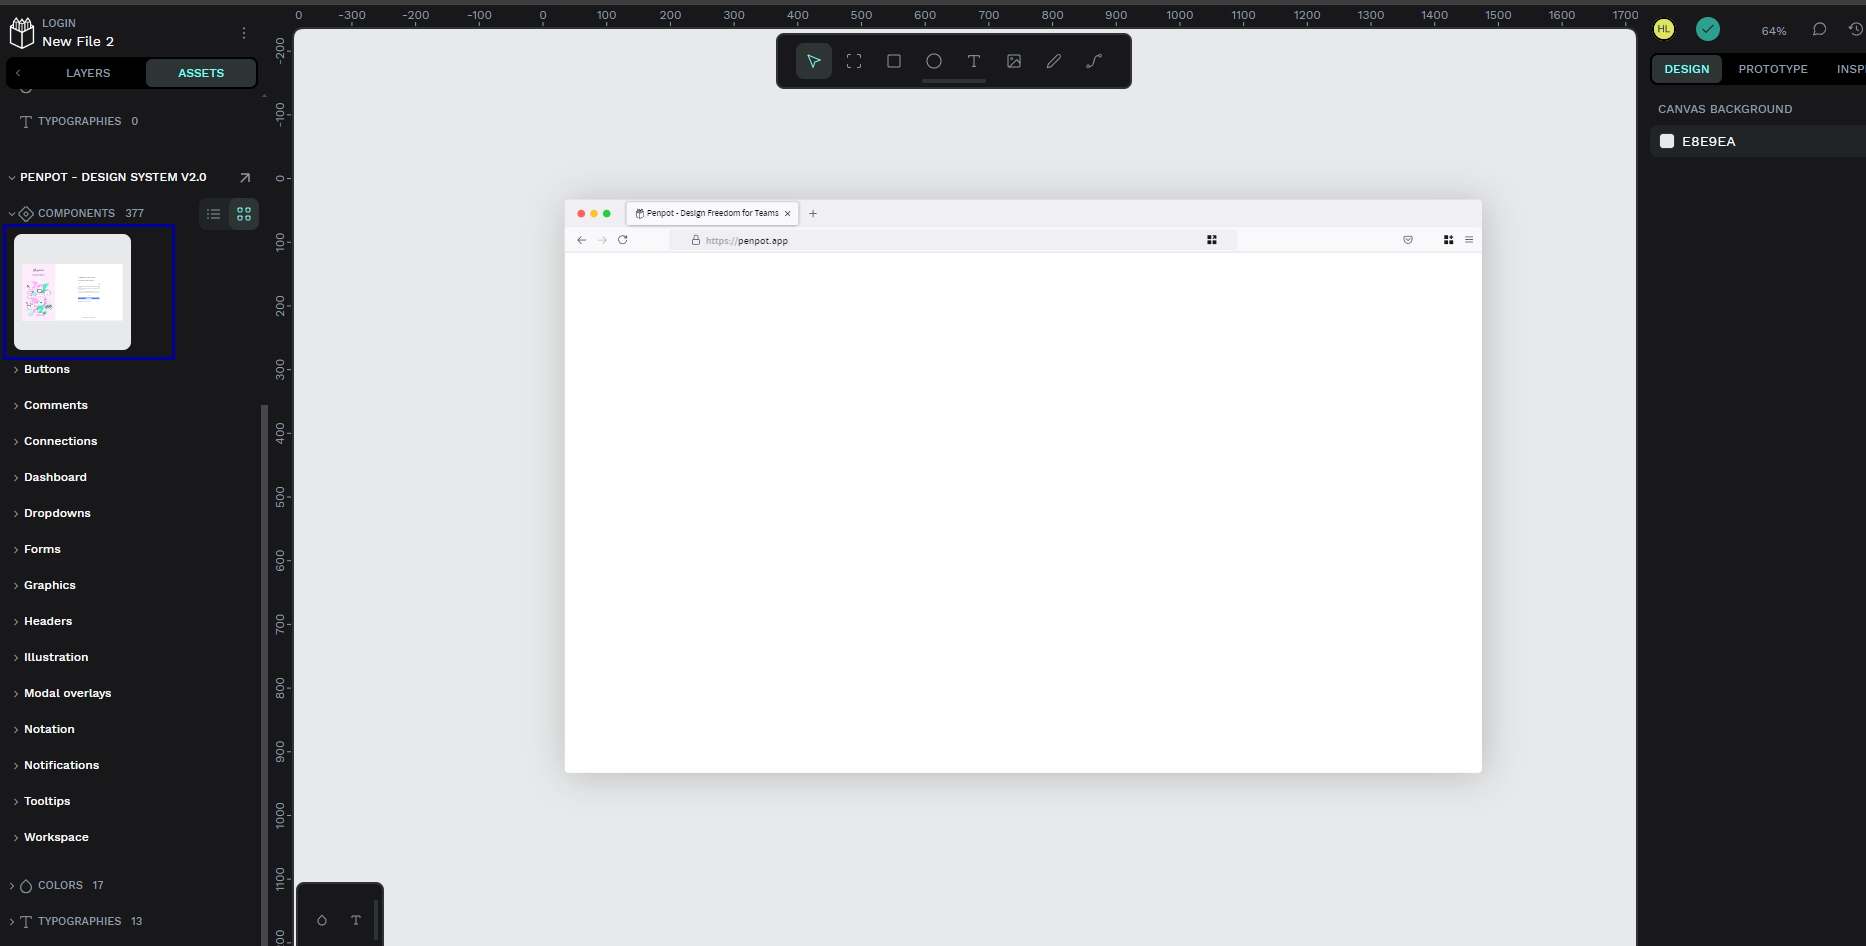 LOGIN
New File 2
LAYERS
ASSETS
TYPOGRAPHIES 0
PENPOT - DESIGN SYSTEM V2.0
COMPONENTS 377
Buttons
Comments
Connections
Dashboard
Dropdowns
Forms
Graphics
Headers
Illustration
Modal overlays
Notation
Notifications
Tooltips
Workspace
COLORS 17
TYPOGRAPHIES 13
0 -300 -200 -100 0 100 200 300 400 500 600 700 800 900 1000 1100 1200 1300 1400 1500 1600 1700
-200
-100
0
100
200
300
400
500
600
700
800
900
1000
1100
Penpot - Design Freedom for Teams
https://penpot.app
HL
64%
DESIGN
PROTOTYPE
INSP
CANVAS BACKGROUND
E8E9EA